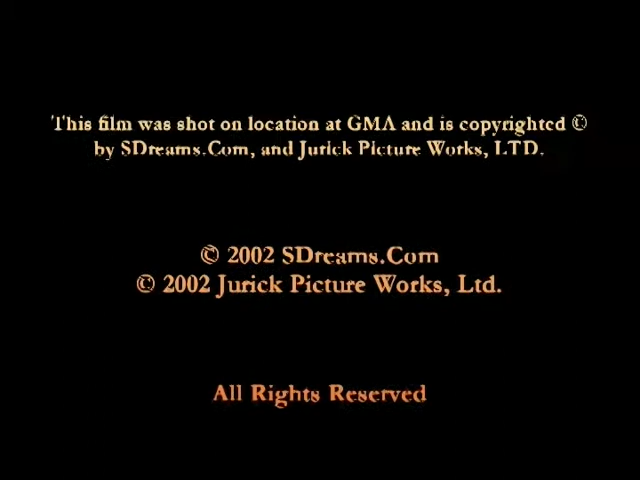 This film was shot on location at GMA and is copyrighted ©
by SDreams.Com, and Jurick Picture Works, LTD.
© 2002 SDreams.Com
© 2002 Jurick Picture Works, Ltd.
All Rights Reserved